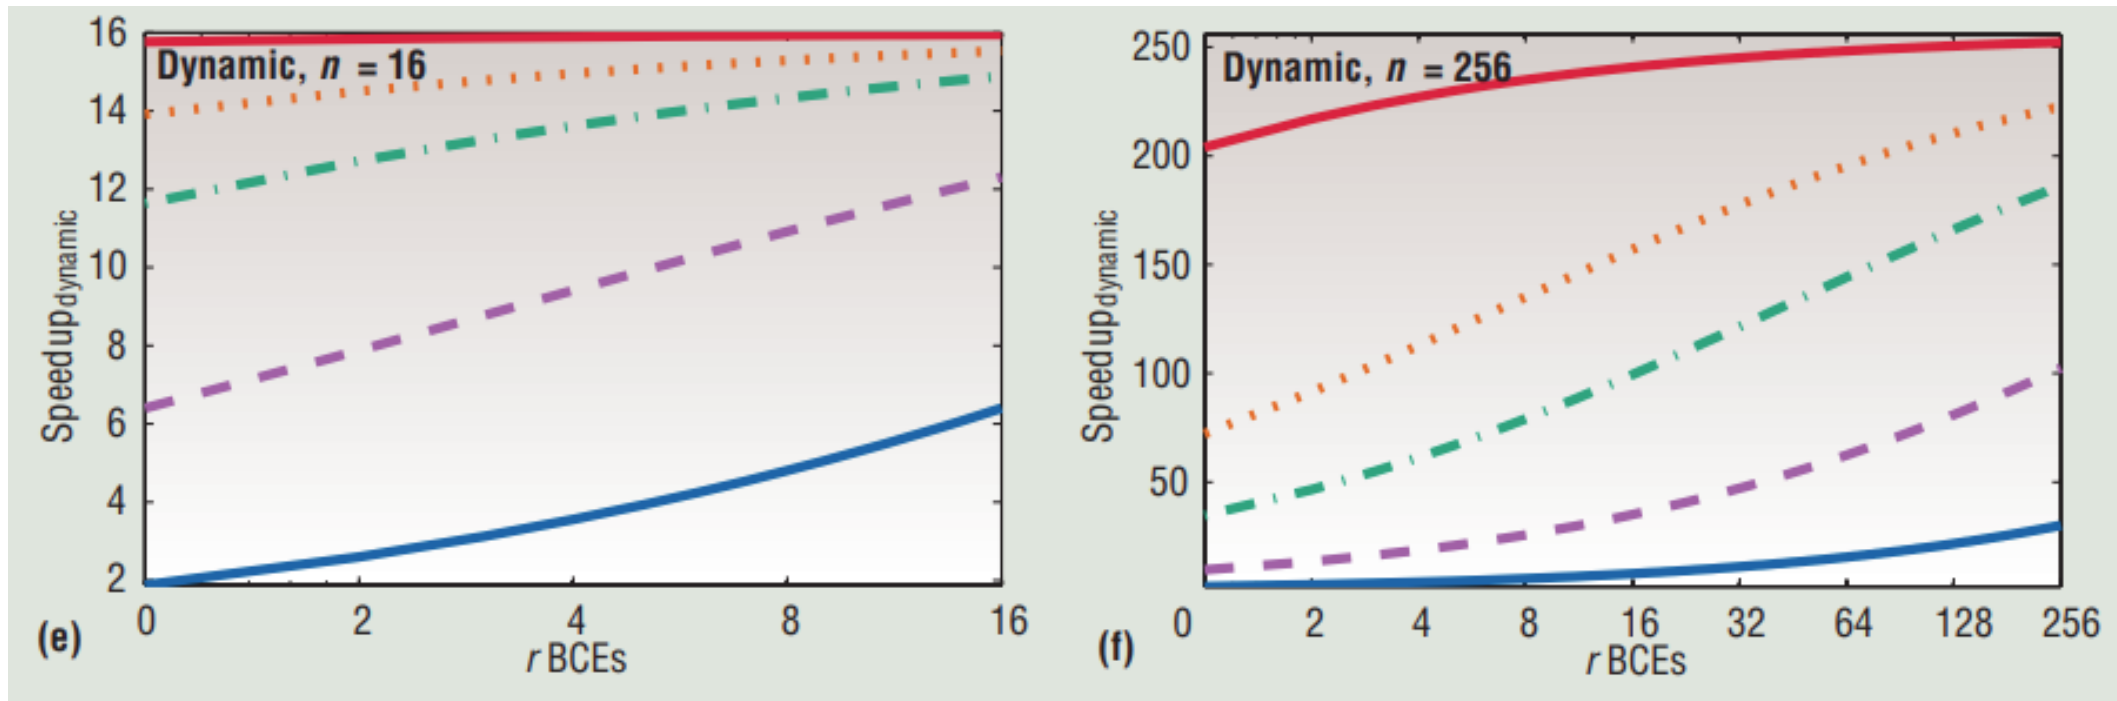 16
14
12
10
8
6
4
2
Speedup dynamic
Dynamic, n = 16
0 2 4 8 16
r BCEs
(e)
250
200
150
100
50
Speedup dynamic
Dynamic, n = 256
0 2 4 8 16 32 64 128 256
r BCEs
(f)